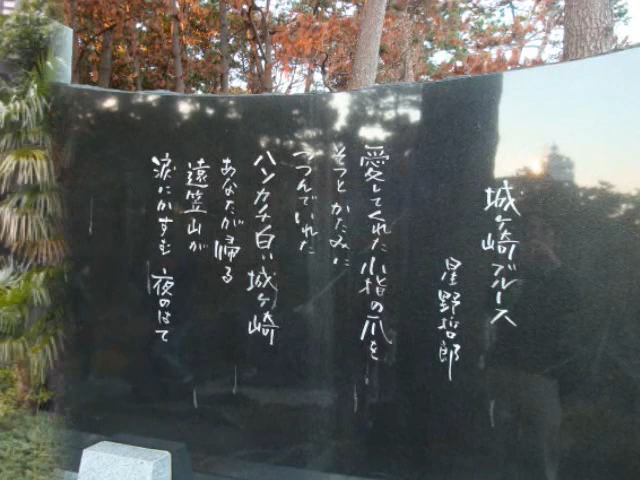 城ヶ崎ブルース
星野哲郎
愛してくれた小指の爪を
そっとかたみに
つつんでいれた
ハンカチ白い城ヶ崎
あなたが帰る
遠笠山が
涙にかすむ夜のはて